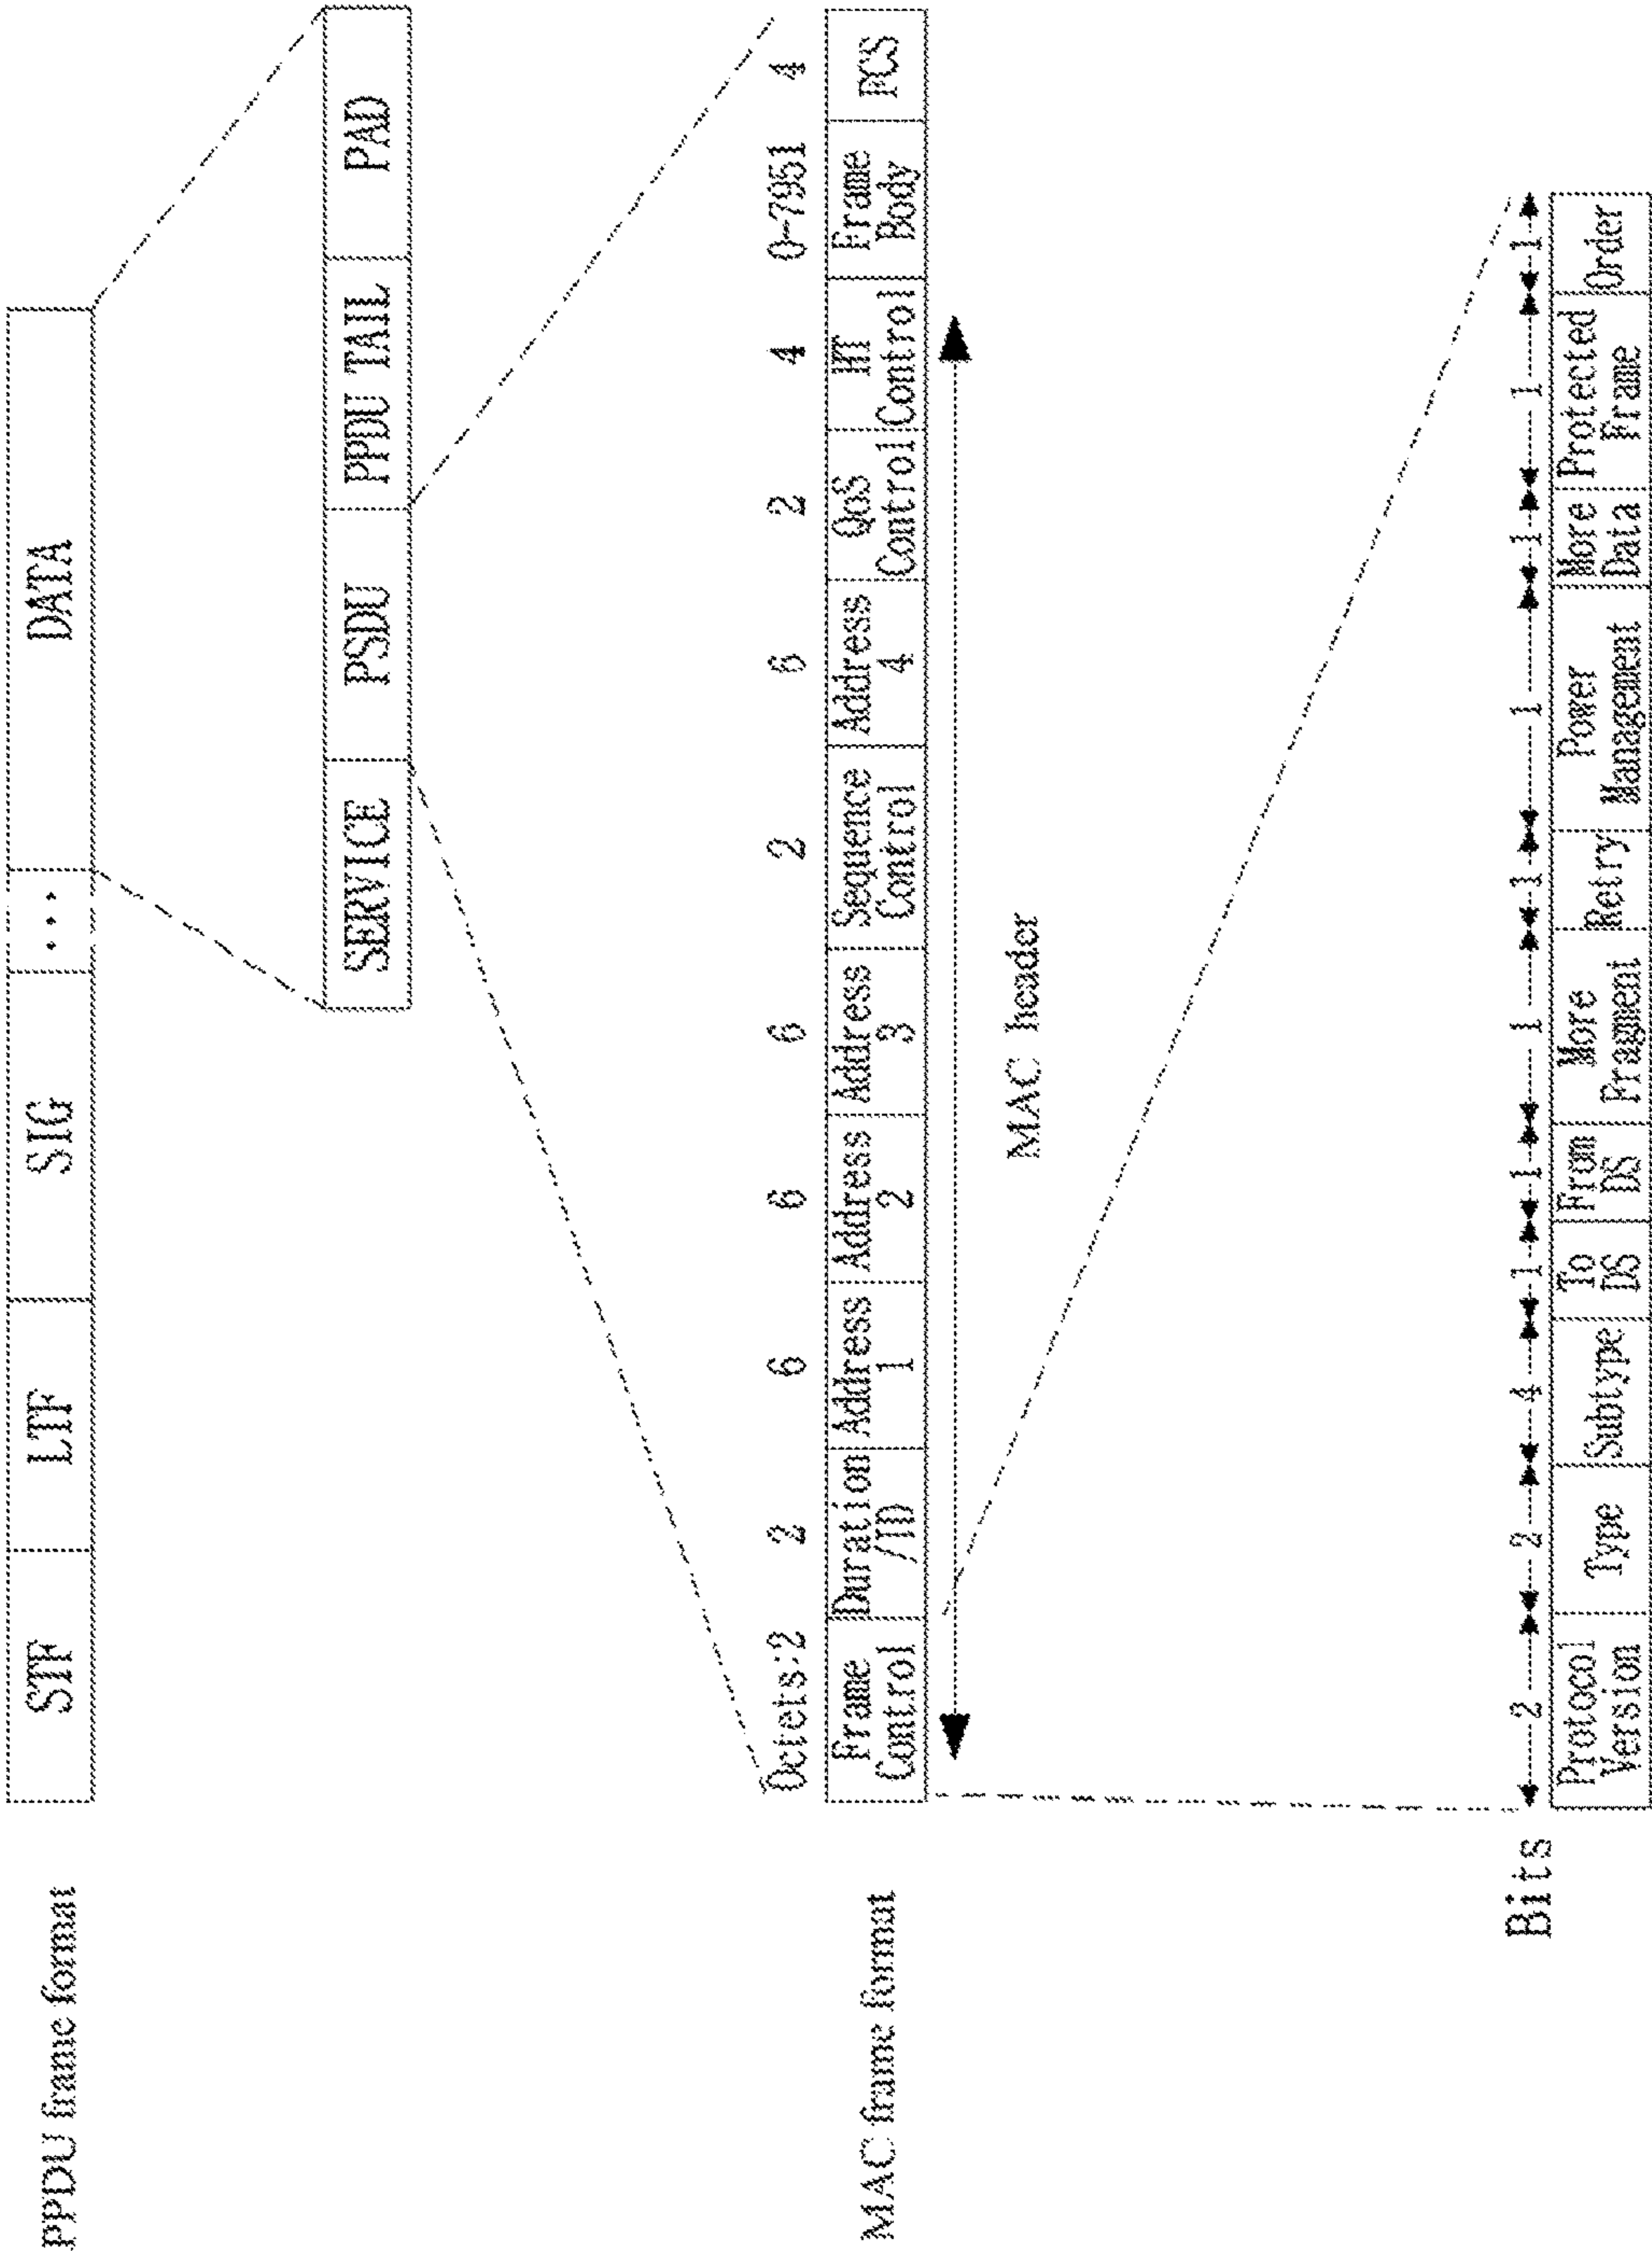 PPDU frame format
STF LTF SIG ... DATA
SERVICE PSDU PPDU TAIL PAD
MAC frame format
Octets:2 2 6 6 6 2 6 2 4 0-7951 4
Frame Control Duration /ID Address 1 Address 2 Address 3 Sequence Control Address 4 QoS Control HT Control Frame Body FCS
MAC header
Bits 2 2 4 1 1 1 1 1 1 1 1
Protocol Version Type Subtype To DS From DS More Fragment Retry Power Management More Data Protected Frame Order